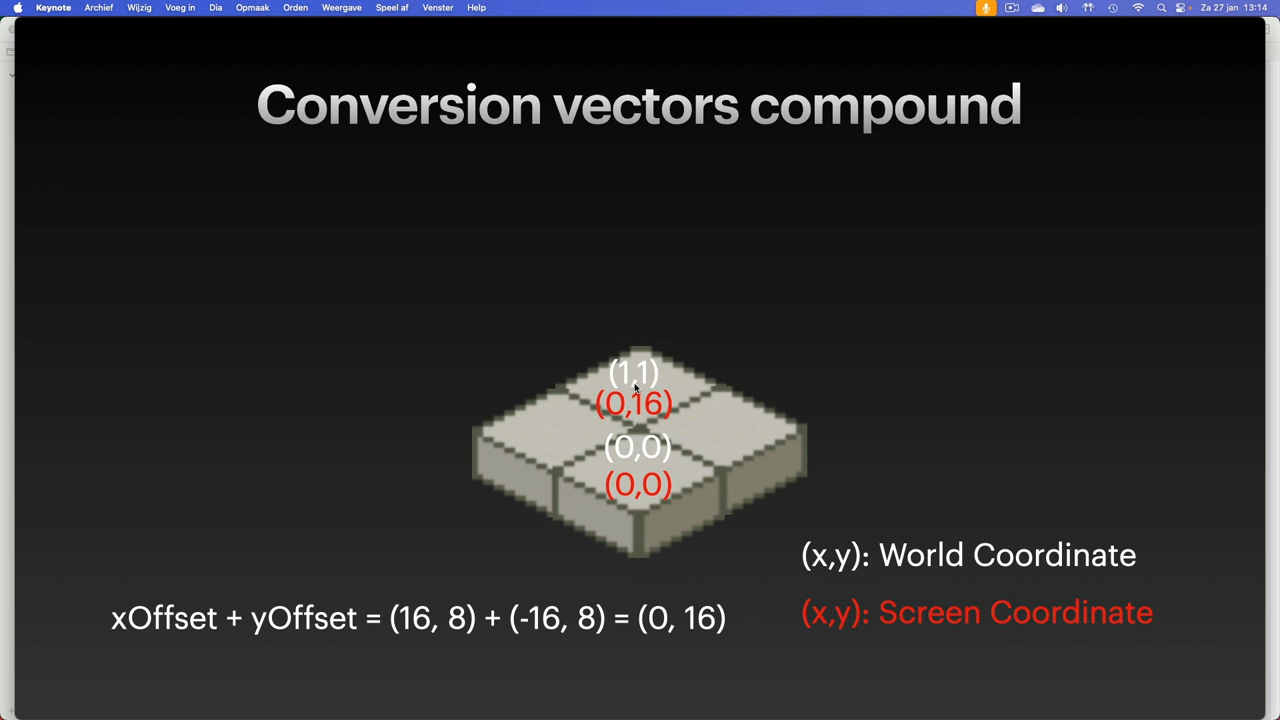 Keynote Archief Wijzig Voeg in Dia Opmaak Orden Weergave Speel af Venster Help Za 27 jan 13:14
Conversion vectors compound
(1,1)
(0,16)
(0,0)
(0,0)
(x,y): World Coordinate
xOffset + yOffset = (16, 8) + (-16, 8) = (0, 16)
(x,y): Screen Coordinate